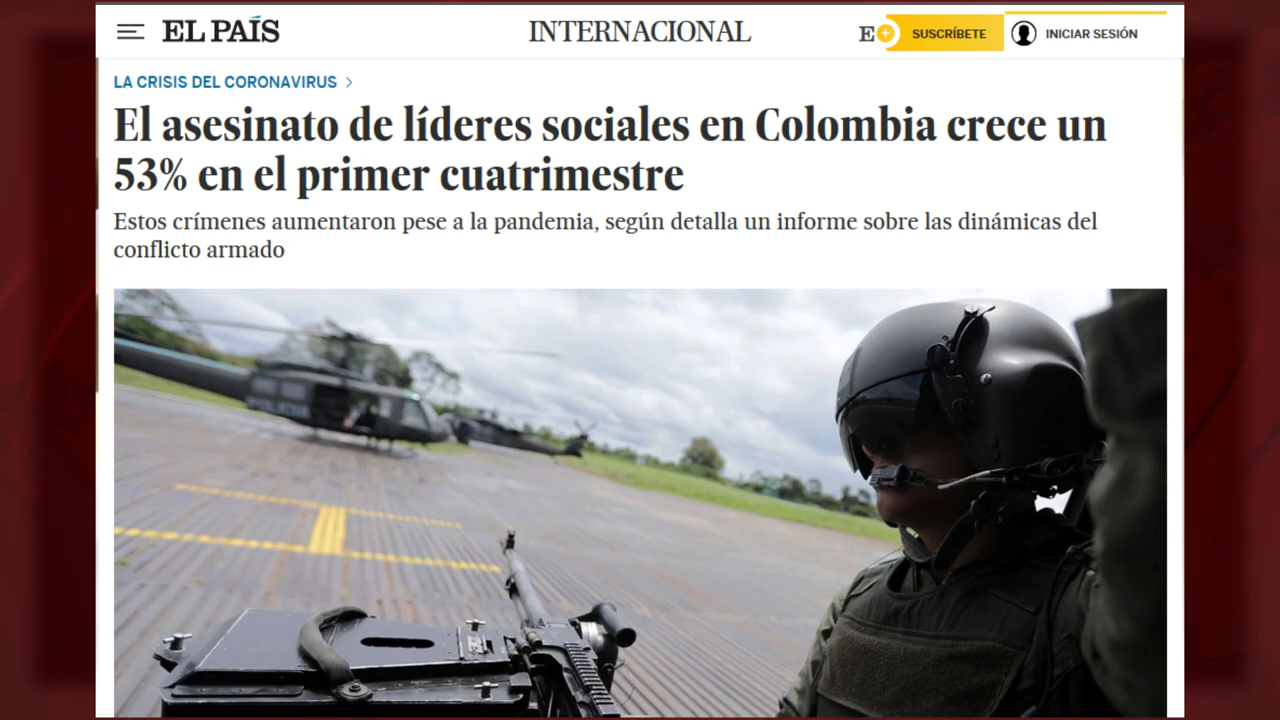 EL PAÍS
INTERNACIONAL
E+ SUSCRÍBETE
INICIAR SESIÓN
LA CRISIS DEL CORONAVIRUS >
El asesinato de líderes sociales en Colombia crece un
53% en el primer cuatrimestre
Estos crímenes aumentaron pese a la pandemia, según detalla un informe sobre las dinámicas del
conflicto armado